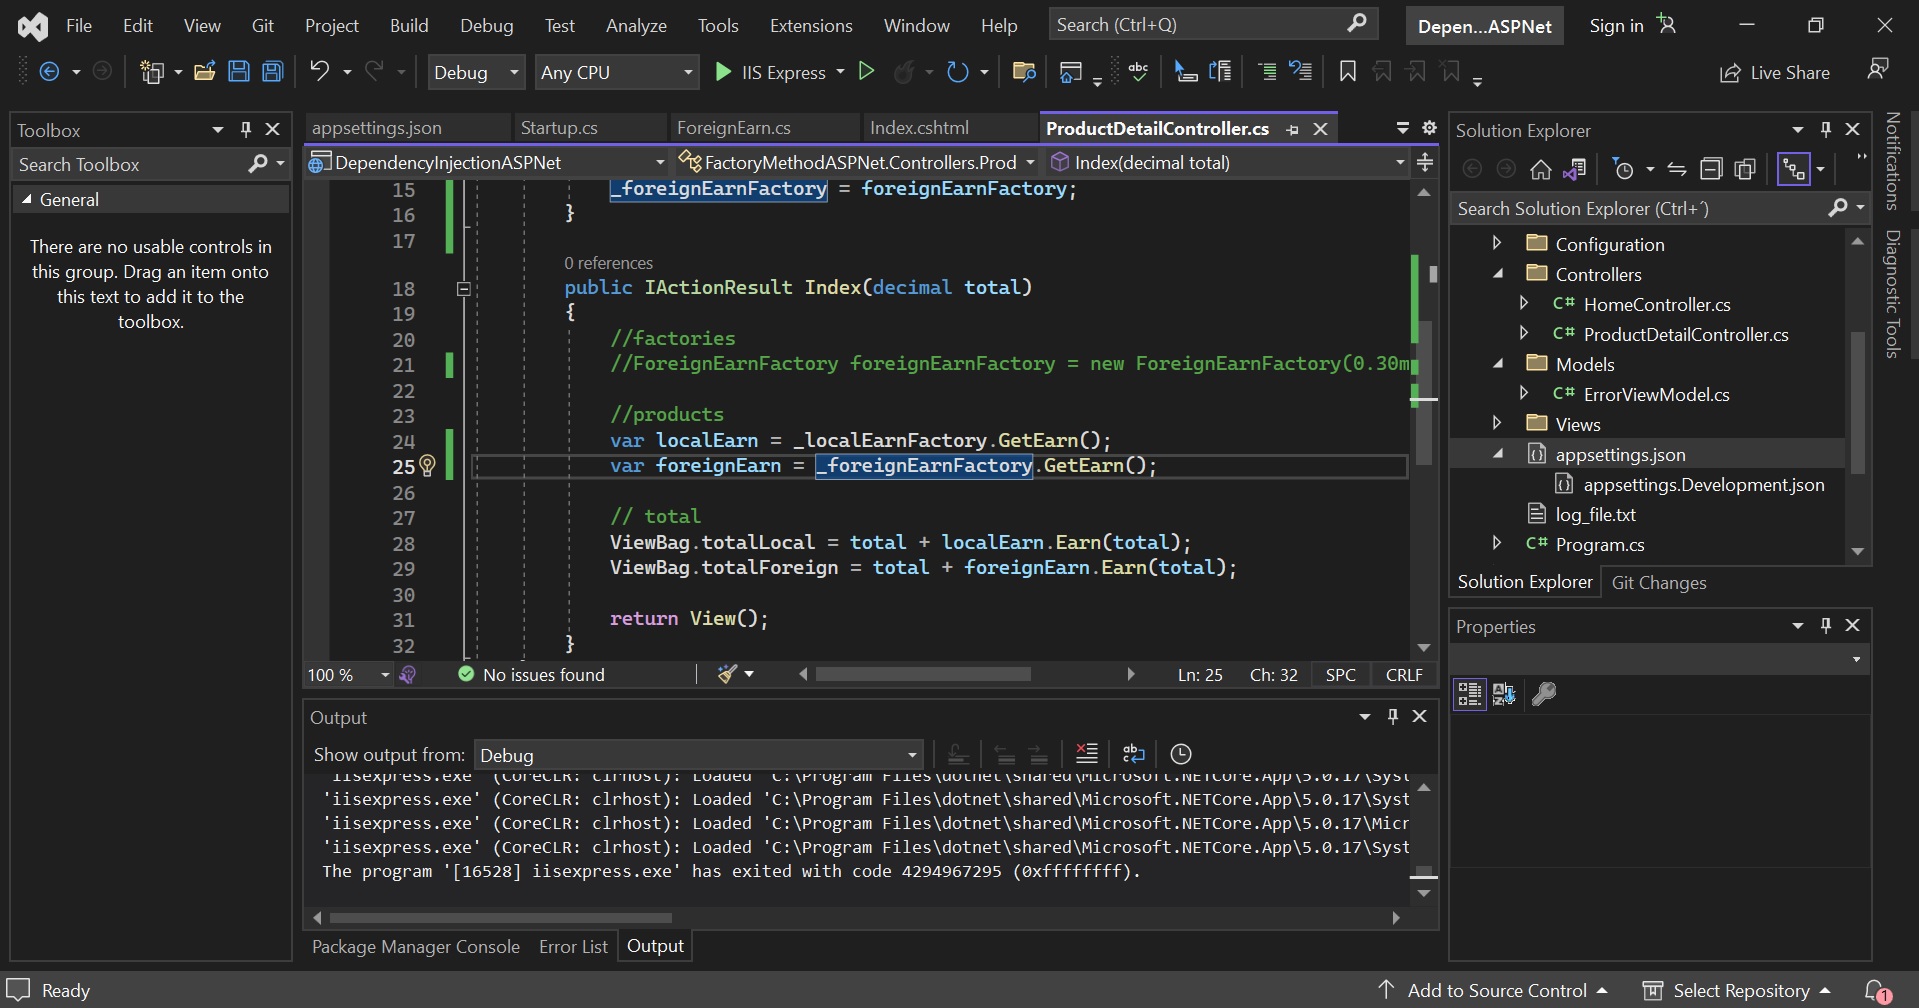 File Edit View Git Project Build Debug Test Analyze Tools Extensions Window Help Search (Ctrl+Q) Depen...ASPNet Sign in
Debug Any CPU IIS Express Live Share
Toolbox
Search Toolbox
General
There are no usable controls in
this group. Drag an item onto
this text to add it to the
toolbox.
appsettings.json Startup.cs ForeignEarn.cs Index.cshtml ProductDetailController.cs
DependencyInjectionASPNet FactoryMethodASPNet.Controllers.Prod Index(decimal total)
15 _foreignEarnFactory = foreignEarnFactory;
16 }
17
0 references
18 public IActionResult Index(decimal total)
19 {
20 //factories
21 //ForeignEarnFactory foreignEarnFactory = new ForeignEarnFactory(0.30m
22
23 //products
24 var localEarn = _localEarnFactory.GetEarn();
25 var foreignEarn = _foreignEarnFactory.GetEarn();
26
27 // total
28 ViewBag.totalLocal = total + localEarn.Earn(total);
29 ViewBag.totalForeign = total + foreignEarn.Earn(total);
30
31 return View();
32 }
100 % No issues found Ln: 25 Ch: 32 SPC CRLF
Output
Show output from: Debug
'iisexpress.exe' (CoreCLR: clrhost): Loaded 'C:\Program Files\dotnet\shared\Microsoft.NETCore.App\5.0.17\Syst
'iisexpress.exe' (CoreCLR: clrhost): Loaded 'C:\Program Files\dotnet\shared\Microsoft.NETCore.App\5.0.17\Syst
'iisexpress.exe' (CoreCLR: clrhost): Loaded 'C:\Program Files\dotnet\shared\Microsoft.NETCore.App\5.0.17\Micr
'iisexpress.exe' (CoreCLR: clrhost): Loaded 'C:\Program Files\dotnet\shared\Microsoft.NETCore.App\5.0.17\Syst
The program '[16528] iisexpress.exe' has exited with code 4294967295 (0xffffffff).
Package Manager Console Error List Output
Solution Explorer
Search Solution Explorer (Ctrl+´)
Configuration
Controllers
C# HomeController.cs
C# ProductDetailController.cs
Models
C# ErrorViewModel.cs
Views
appsettings.json
appsettings.Development.json
log_file.txt
C# Program.cs
Solution Explorer Git Changes
Properties
Notifications
Diagnostic Tools
Ready Add to Source Control Select Repository 1